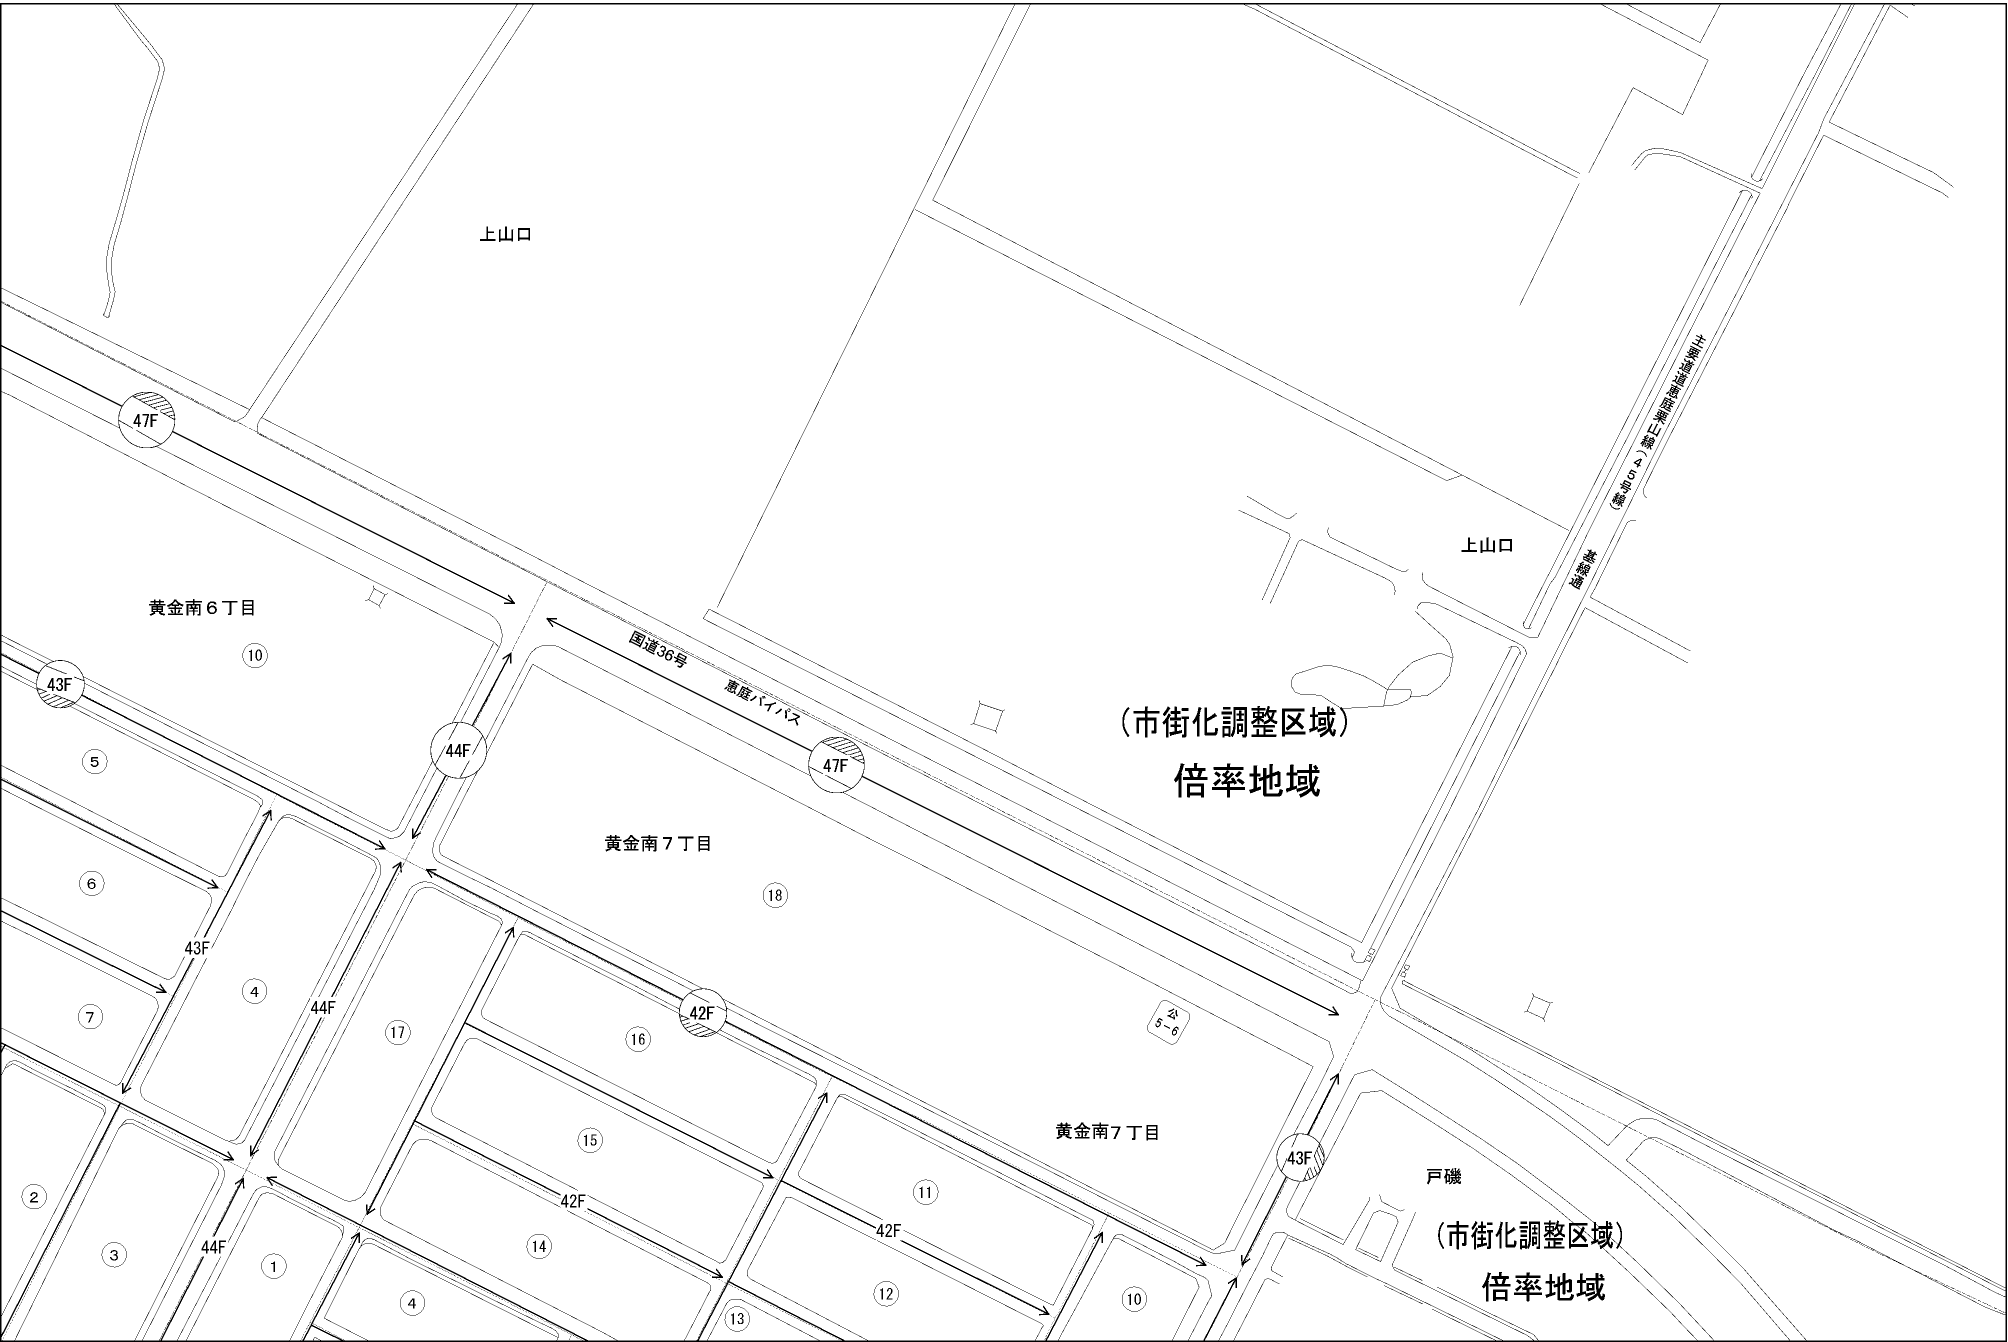 上山口
主要道道恵庭栗山線(45号線)
47F
上山口
基線通
黄金南6丁目
国道36号
10
43F
恵庭バイパス
(市街化調整区域)
44F
5
47F
倍率地域
黄金南7丁目
6
18
43F
4
44F
42F
7
公
5-6
17
16
黄金南7丁目
15
43F
戸磯
2
11
42F
(市街化調整区域)
42F
44F
14
3
1
倍率地域
12
4
10
13